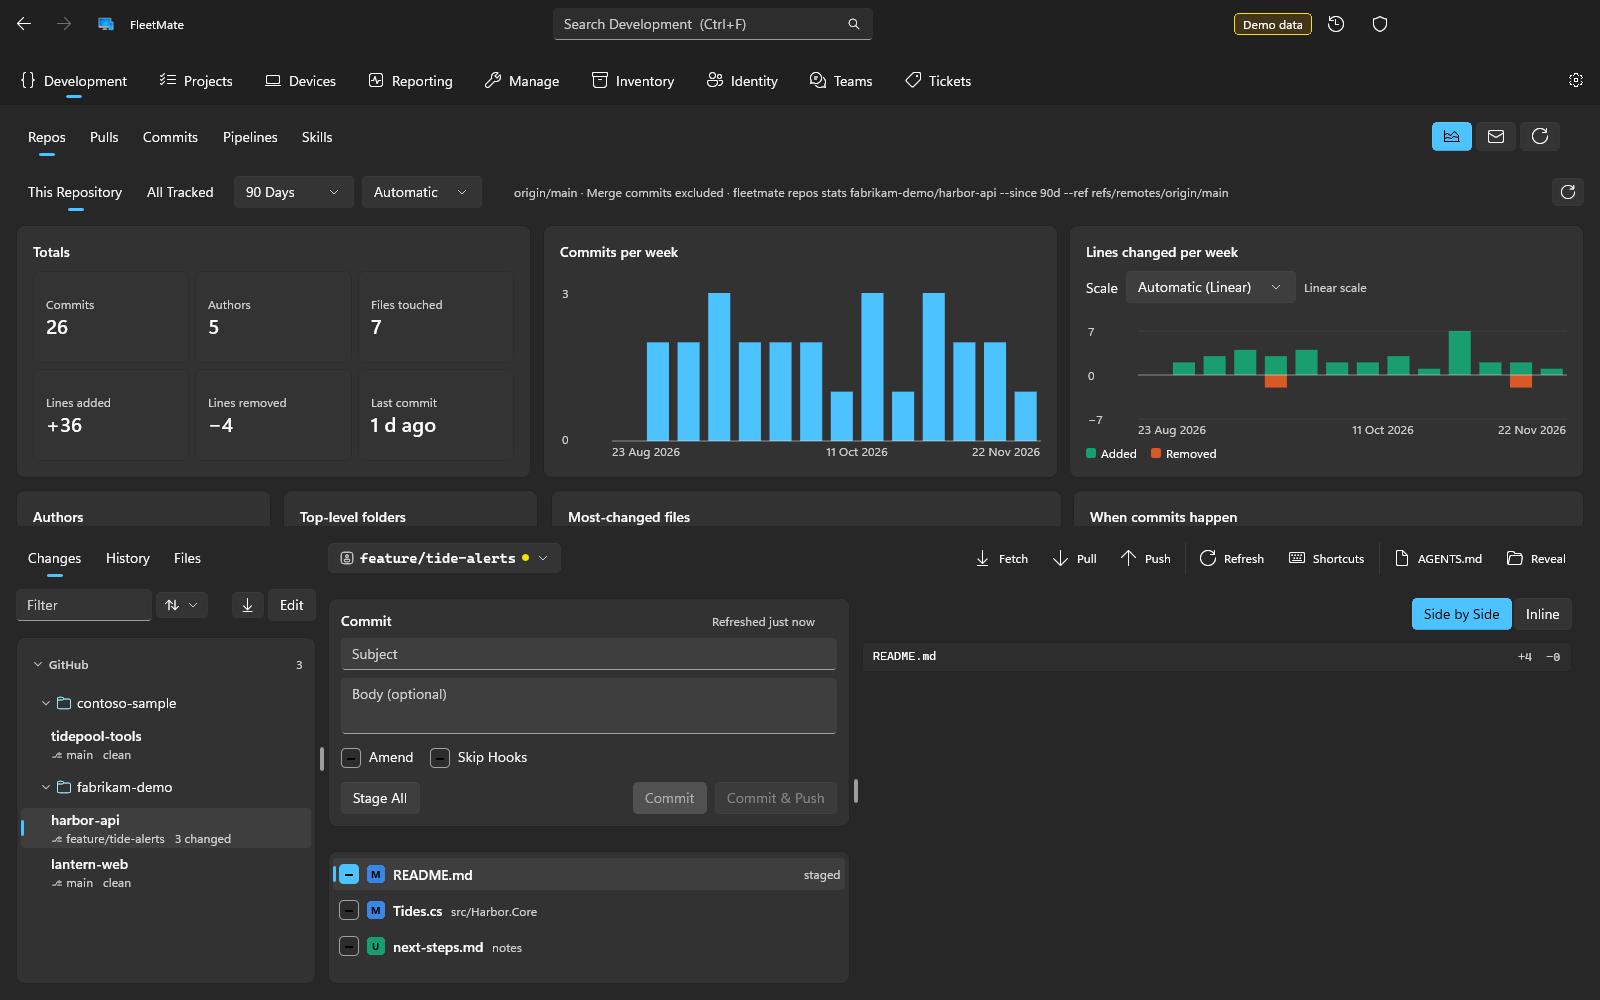 FleetMate
Search Development (Ctrl+F)
Demo data
Development
Projects
Devices
Reporting
Manage
Inventory
Identity
Teams
Tickets
Repos
Pulls
Commits
Pipelines
Skills
This Repository
All Tracked
90 Days
Automatic
origin/main · Merge commits excluded · fleetmate repos stats fabrikam-demo/harbor-api --since 90d --ref refs/remotes/origin/main
Totals
Commits
26
Authors
5
Files touched
7
Lines added
+36
Lines removed
−4
Last commit
1 d ago
Commits per week
3
0
23 Aug 2026
11 Oct 2026
22 Nov 2026
Lines changed per week
Scale
Automatic (Linear)
Linear scale
7
0
−7
23 Aug 2026
11 Oct 2026
22 Nov 2026
Added
Removed
Authors
Top-level folders
Most-changed files
When commits happen
Changes
History
Files
feature/tide-alerts
Fetch
Pull
Push
Refresh
Shortcuts
AGENTS.md
Reveal
Filter
Edit
GitHub
3
contoso-sample
tidepool-tools
main clean
fabrikam-demo
harbor-api
feature/tide-alerts 3 changed
lantern-web
main clean
Commit
Refreshed just now
Subject
Body (optional)
Amend
Skip Hooks
Stage All
Commit
Commit & Push
M README.md staged
M Tides.cs src/Harbor.Core
U next-steps.md notes
Side by Side
Inline
README.md
+4 −0